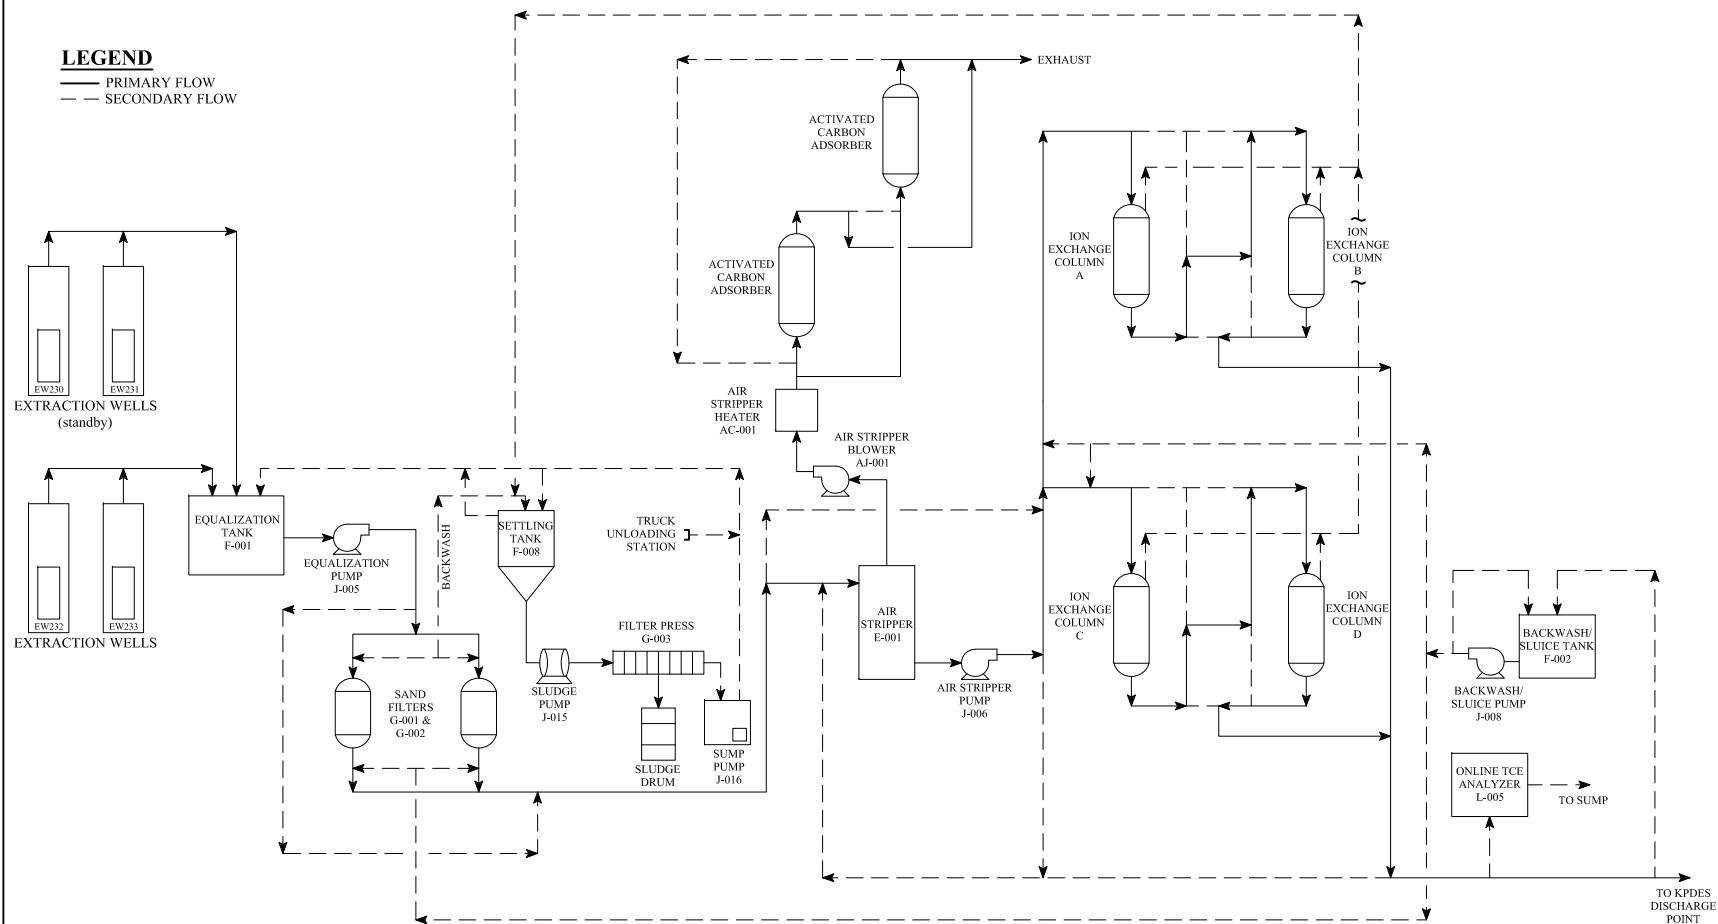 LEGEND
PRIMARY FLOW
SECONDARY FLOW
EXHAUST
ACTIVATED
CARBON
ADSORBER
ACTIVATED
CARBON
ADSORBER
ION
EXCHANGE
COLUMN
A
ION
EXCHANGE
COLUMN
B
EW230
EW231
EXTRACTION WELLS
(standby)
AIR
STRIPPER
HEATER
AC-001
AIR STRIPPER
BLOWER
AJ-001
EQUALIZATION
TANK
F-001
EQUALIZATION
PUMP
J-005
BACKWASH
SETTLING
TANK
F-008
TRUCK
UNLOADING
STATION
EW232
EW233
EXTRACTION WELLS
FILTER PRESS
G-003
AIR
STRIPPER
E-001
ION
EXCHANGE
COLUMN
C
ION
EXCHANGE
COLUMN
D
BACKWASH/
SLUICE TANK
F-002
SAND
FILTERS
G-001 &
G-002
SLUDGE
PUMP
J-015
AIR STRIPPER
PUMP
J-006
BACKWASH/
SLUICE PUMP
J-008
SLUDGE
DRUM
SUMP
PUMP
J-016
ONLINE TCE
ANALYZER
L-005
TO SUMP
TO KPDES
DISCHARGE
POINT